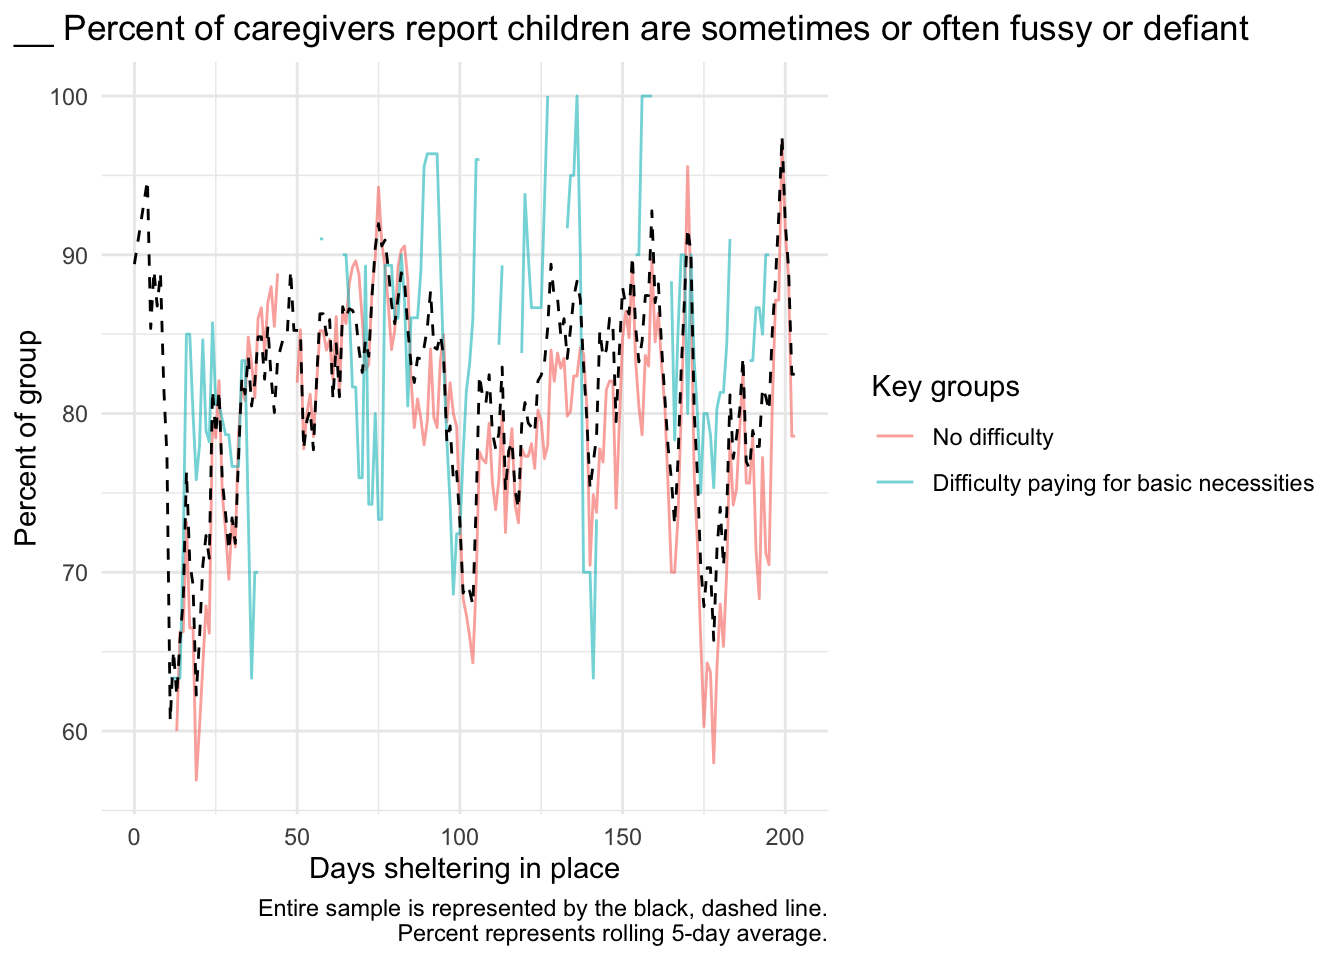 __ Percent of caregivers report children are sometimes or often fussy or defiant
Percent of group
100
90
80
70
60
0 50 100 150 200
Days sheltering in place
Key groups
No difficulty
Difficulty paying for basic necessities
Entire sample is represented by the black, dashed line.
Percent represents rolling 5-day average.